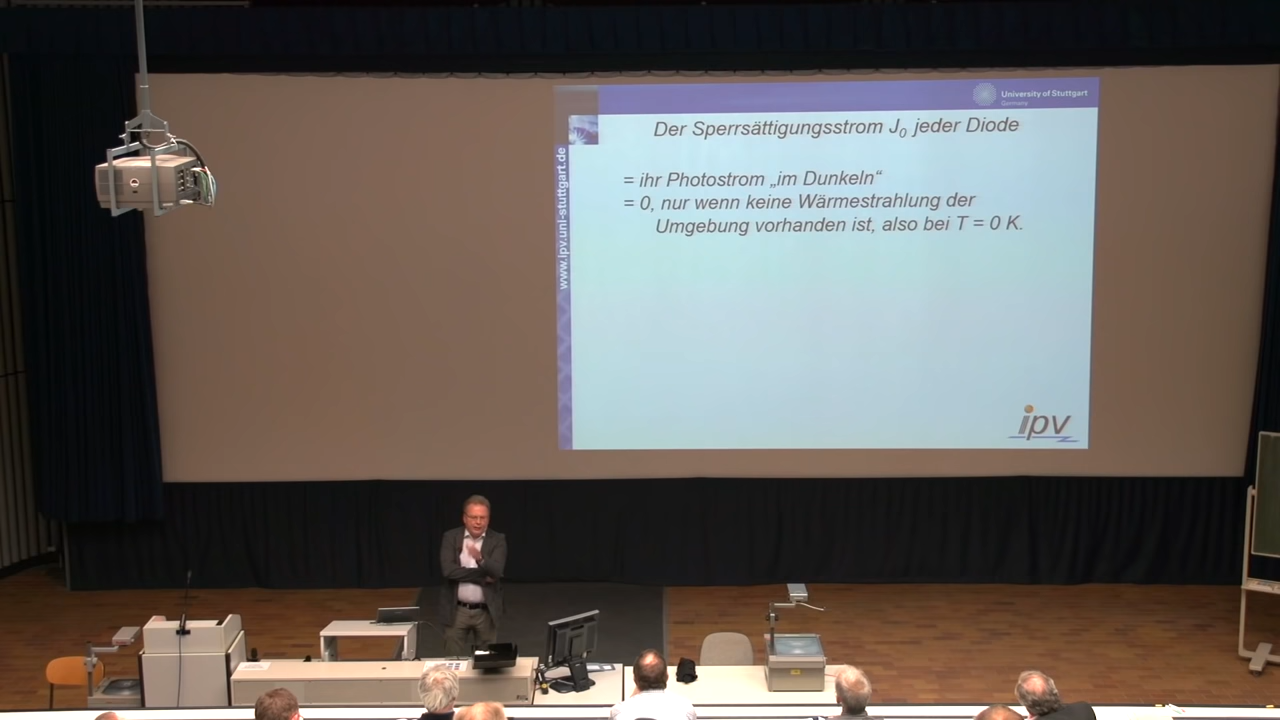 University of Stuttgart
Germany
Der Sperrsättigungsstrom J₀ jeder Diode
= ihr Photostrom „im Dunkeln“
= 0, nur wenn keine Wärmestrahlung der
Umgebung vorhanden ist, also bei T = 0 K.
www.ipv.uni-stuttgart.de
ipv